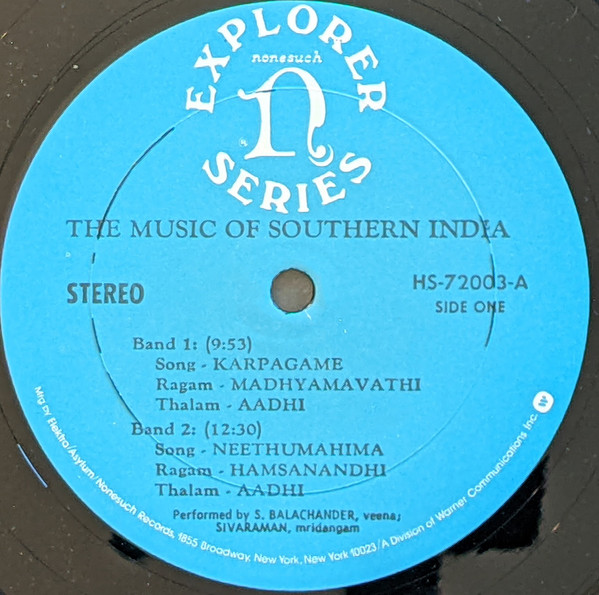 EXPLORER
nonesuch
n
SERIES
THE MUSIC OF SOUTHERN INDIA
STEREO
HS-72003-A
SIDE ONE
Band 1: (9:53)
Song - KARPAGAME
Ragam - MADHYAMAVATHI
Thalam - AADHI
Band 2: (12:30)
Song - NEETHUMAHIMA
Ragam - HAMSANANDHI
Thalam - AADHI
Performed by S. BALACHANDER, veena;
SIVARAMAN, mridangam
Mfg by Elektra/Asylum/Nonesuch Records, 1855 Broadway, New York, New York 10023/A Division of Warner Communications Inc.